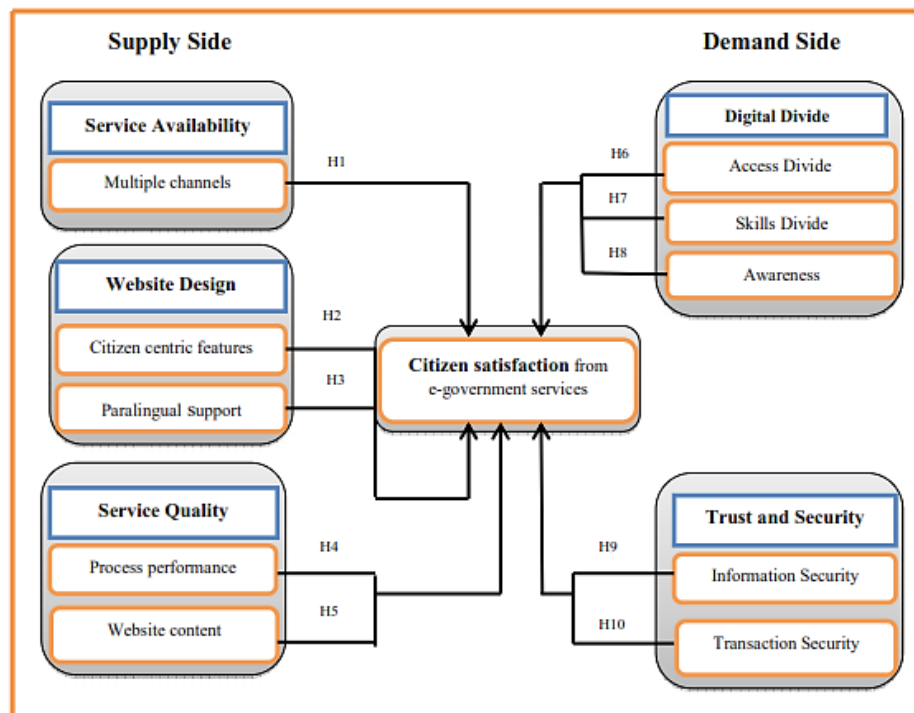 Supply Side
Service Availability
Multiple channels
H1
Website Design
Citizen centric features
H2
Paralingual support
H3
Service Quality
Process performance
H4
Website content
H5
Citizen satisfaction from
e-government services
Demand Side
Digital Divide
H6
Access Divide
H7
Skills Divide
H8
Awareness
Trust and Security
H9
Information Security
H10
Transaction Security